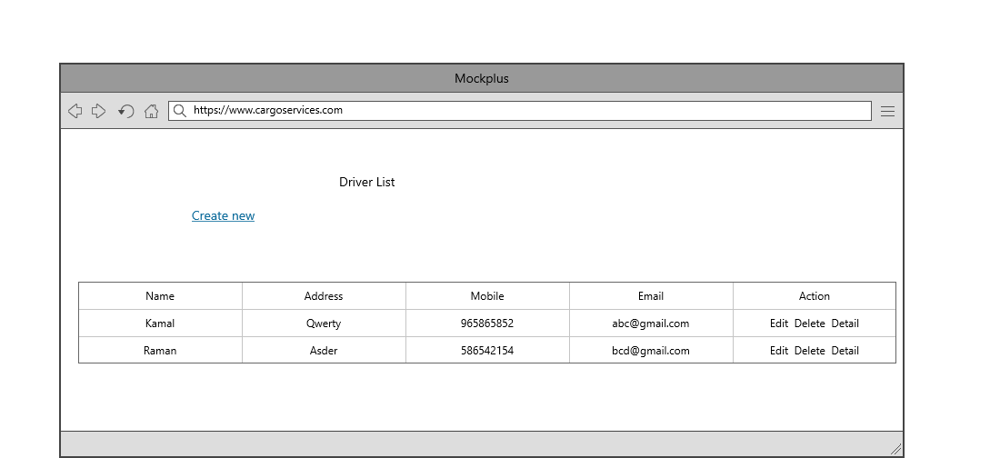 Mockplus
https://www.cargoservices.com
Driver List
Create new
Name Address Mobile Email Action
Kamal Qwerty 965865852 abc@gmail.com Edit Delete Detail
Raman Asder 586542154 bcd@gmail.com Edit Delete Detail